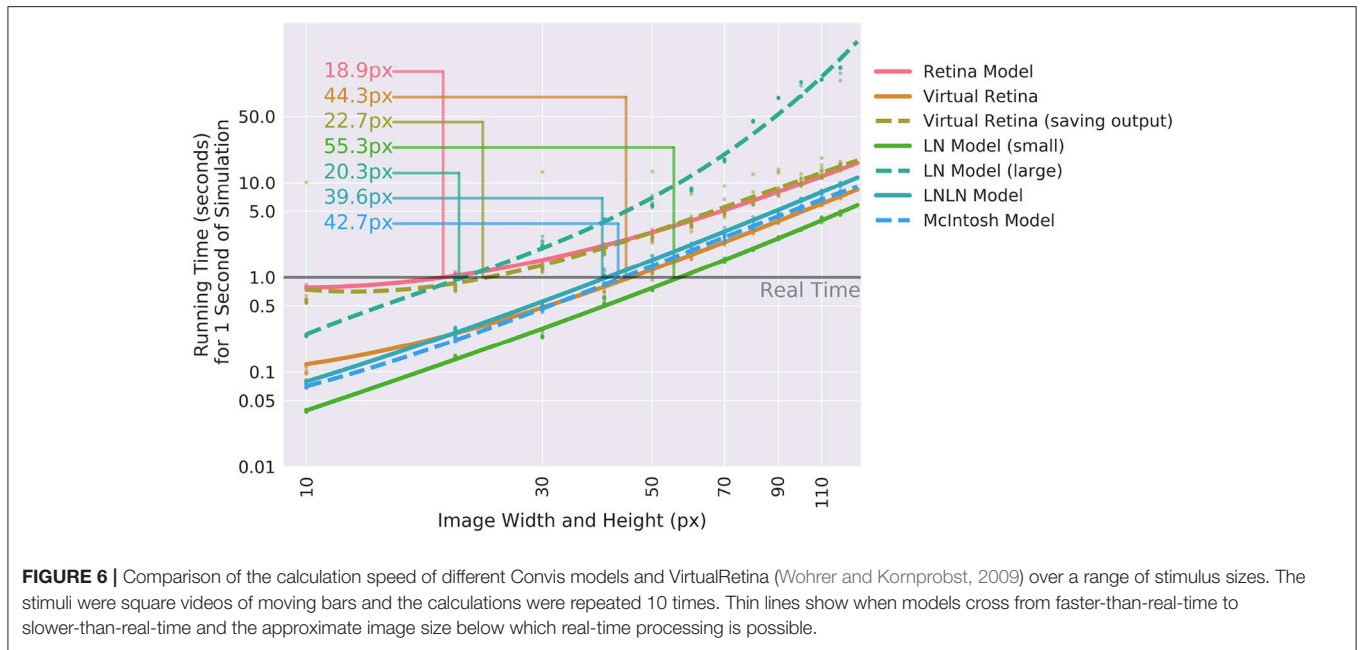 18.9px
44.3px
22.7px
55.3px
20.3px
39.6px
42.7px
50.0
10.0
5.0
1.0
0.5
0.1
0.05
0.01
Running Time (seconds)
for 1 Second of Simulation
Real Time
10
30
50
70
90
110
Image Width and Height (px)
Retina Model
Virtual Retina
Virtual Retina (saving output)
LN Model (small)
LN Model (large)
LNLN Model
McIntosh Model
FIGURE 6 | Comparison of the calculation speed of different Convis models and VirtualRetina (Wohrer and Kornprobst, 2009) over a range of stimulus sizes. The
stimuli were square videos of moving bars and the calculations were repeated 10 times. Thin lines show when models cross from faster-than-real-time to
slower-than-real-time and the approximate image size below which real-time processing is possible.